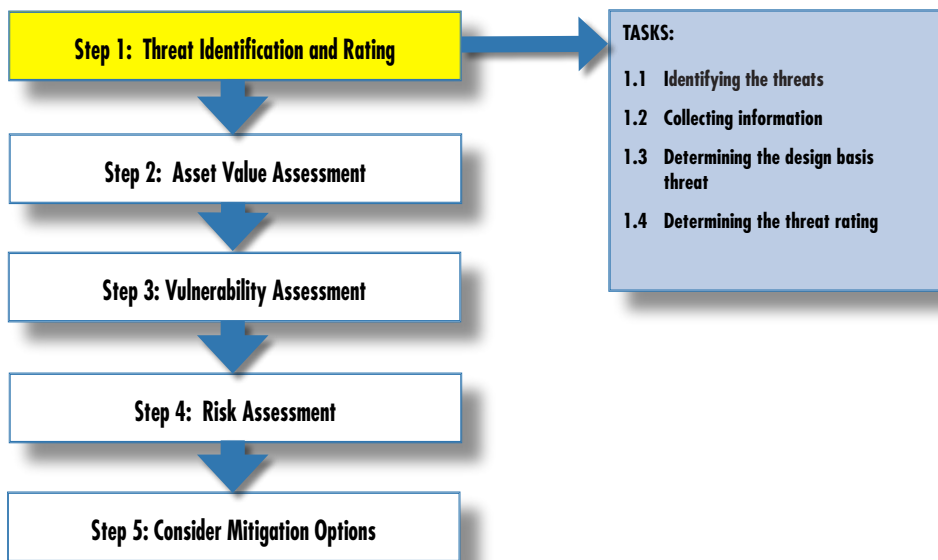 Step 1: Threat Identification and Rating
TASKS:
1.1 Identifying the threats
1.2 Collecting information
1.3 Determining the design basis
threat
1.4 Determining the threat rating
Step 2: Asset Value Assessment
Step 3: Vulnerability Assessment
Step 4: Risk Assessment
Step 5: Consider Mitigation Options